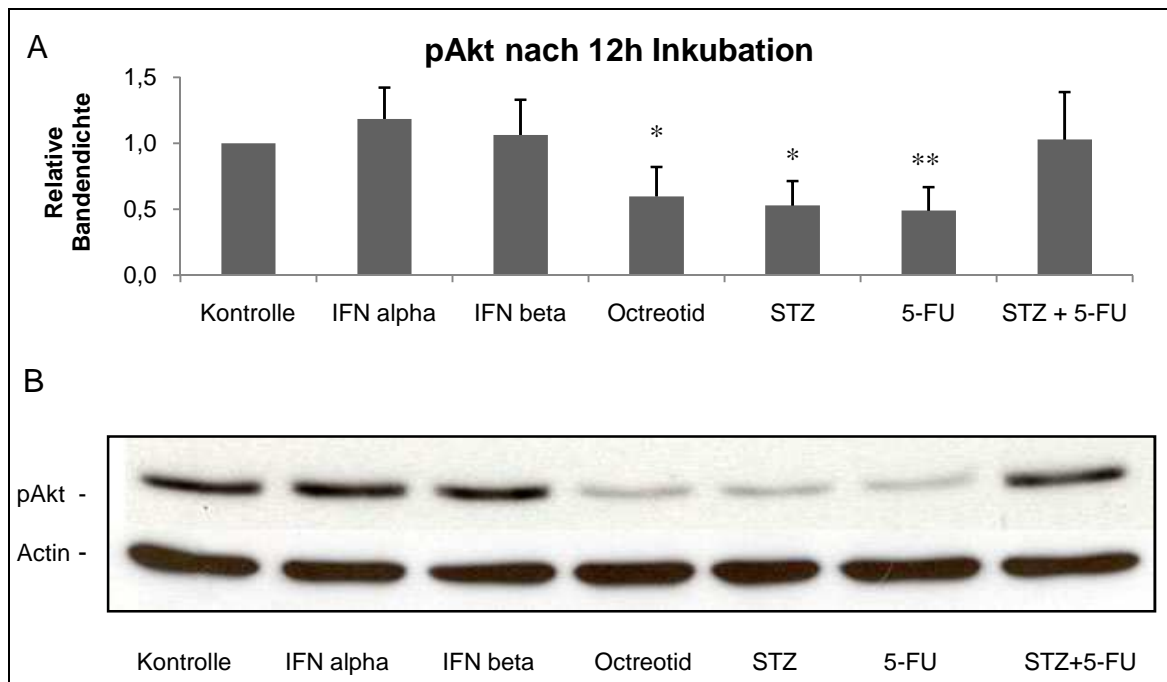 A
pAkt nach 12h Inkubation
Relative
Bandendichte
1,5
1,0
0,5
0,0
* * **
Kontrolle IFN alpha IFN beta Octreotid STZ 5-FU STZ + 5-FU
B
pAkt -
Actin -
Kontrolle IFN alpha IFN beta Octreotid STZ 5-FU STZ+5-FU